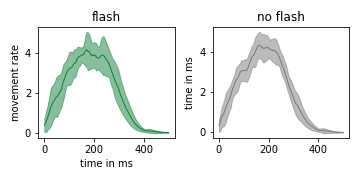 flash
no flash
movement rate
time in ms
4
2
0
0
200
400
time in ms
4
2
0
0
200
400